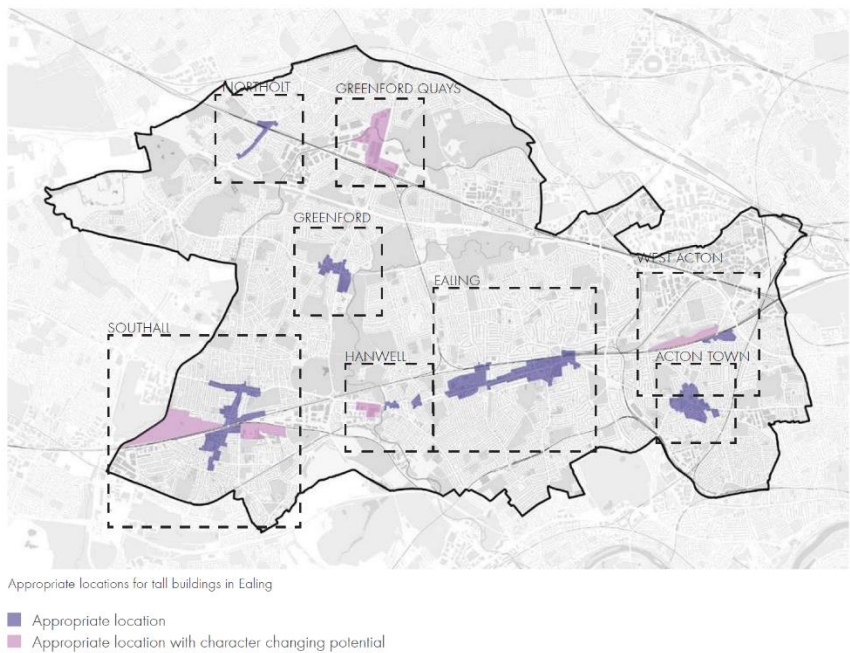 NORTHOLT
GREENFORD QUAYS
GREENFORD
WEST ACTON
EALING
SOUTHALL
HANWELL
ACTON TOWN
Appropriate locations for tall buildings in Ealing
Appropriate location
Appropriate location with character changing potential